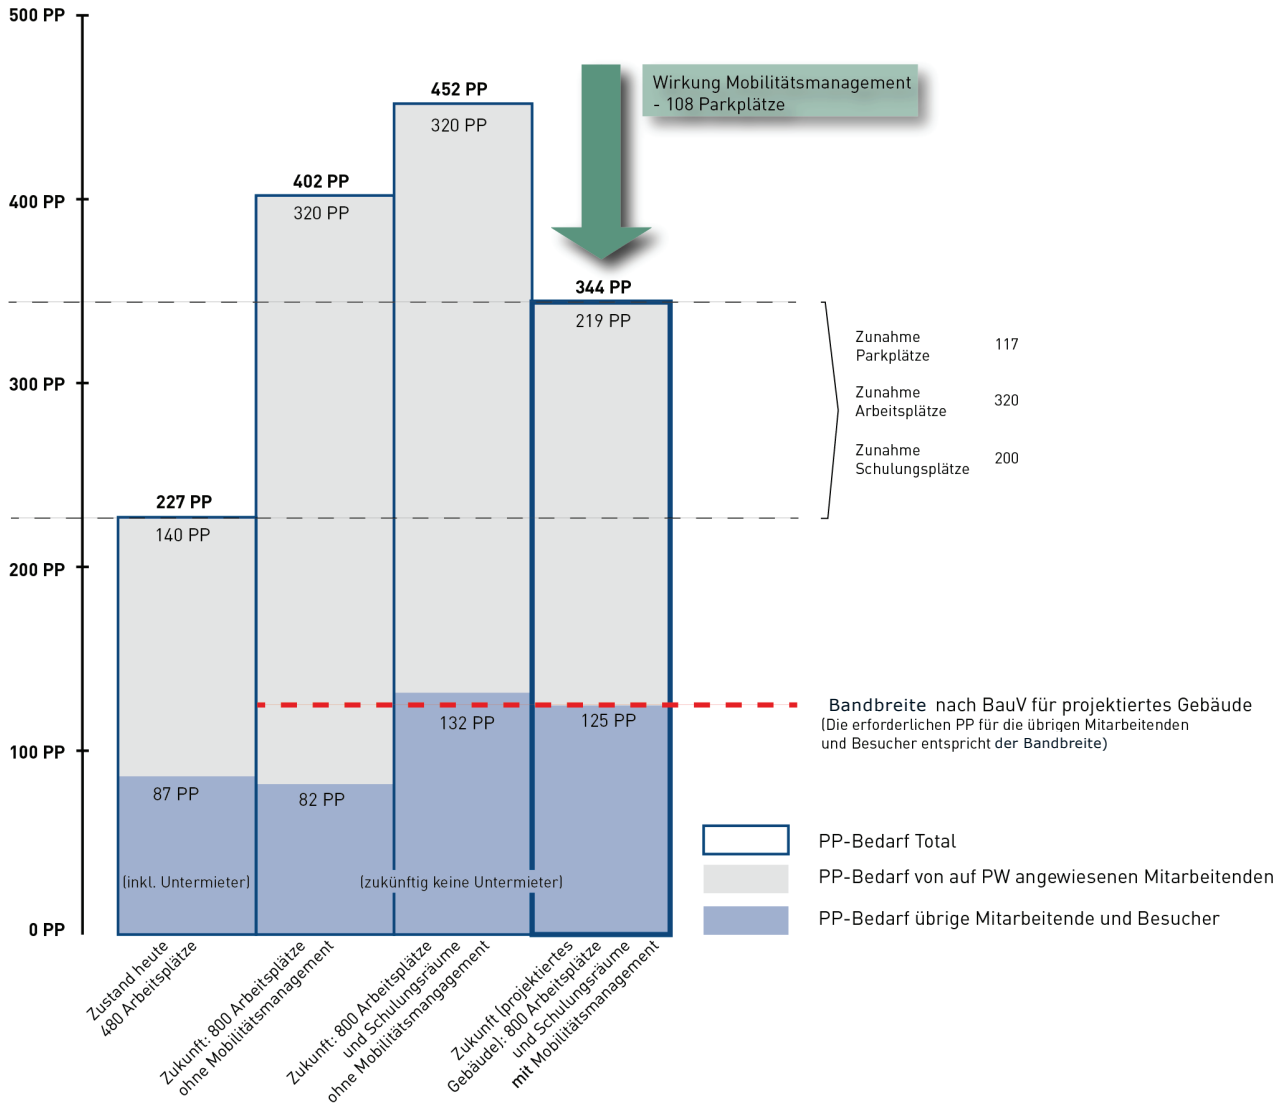 500 PP
400 PP
300 PP
200 PP
100 PP
0 PP
227 PP
140 PP
87 PP
(inkl. Untermieter)
402 PP
320 PP
82 PP
(zukünftig keine Untermieter)
452 PP
320 PP
132 PP
344 PP
219 PP
125 PP
Wirkung Mobilitätsmanagement
- 108 Parkplätze
Zunahme
Parkplätze
117
Zunahme
Arbeitsplätze
320
Zunahme
Schulungsplätze
200
Bandbreite nach BauV für projektiertes Gebäude
(Die erforderlichen PP für die übrigen Mitarbeitenden
und Besucher entspricht der Bandbreite)
PP-Bedarf Total
PP-Bedarf von auf PW angewiesenen Mitarbeitenden
PP-Bedarf übrige Mitarbeitende und Besucher
Zustand heute
480 Arbeitsplätze
Zukunft: 800 Arbeitsplätze
ohne Mobilitätsmanagement
Zukunft: 800 Arbeitsplätze
und Schulungsräume
ohne Mobilitätsmangagement
Zukunft (projektiertes
Gebäude): 800 Arbeitsplätze
und Schulungsräume
mit Mobilitätsmanagement